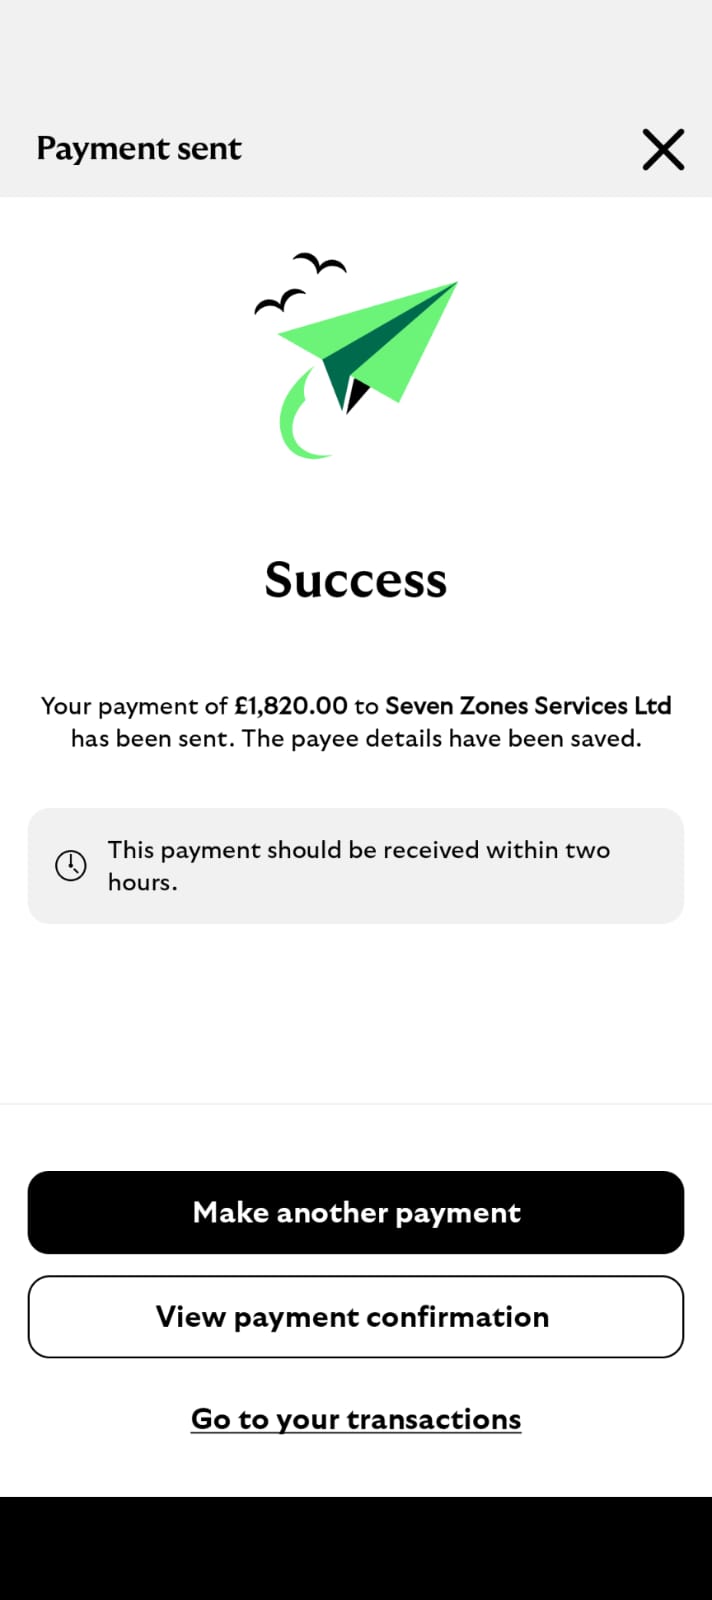 Payment sent
Success
Your payment of £1,820.00 to Seven Zones Services Ltd
has been sent. The payee details have been saved.
This payment should be received within two
hours.
Make another payment
View payment confirmation
Go to your transactions